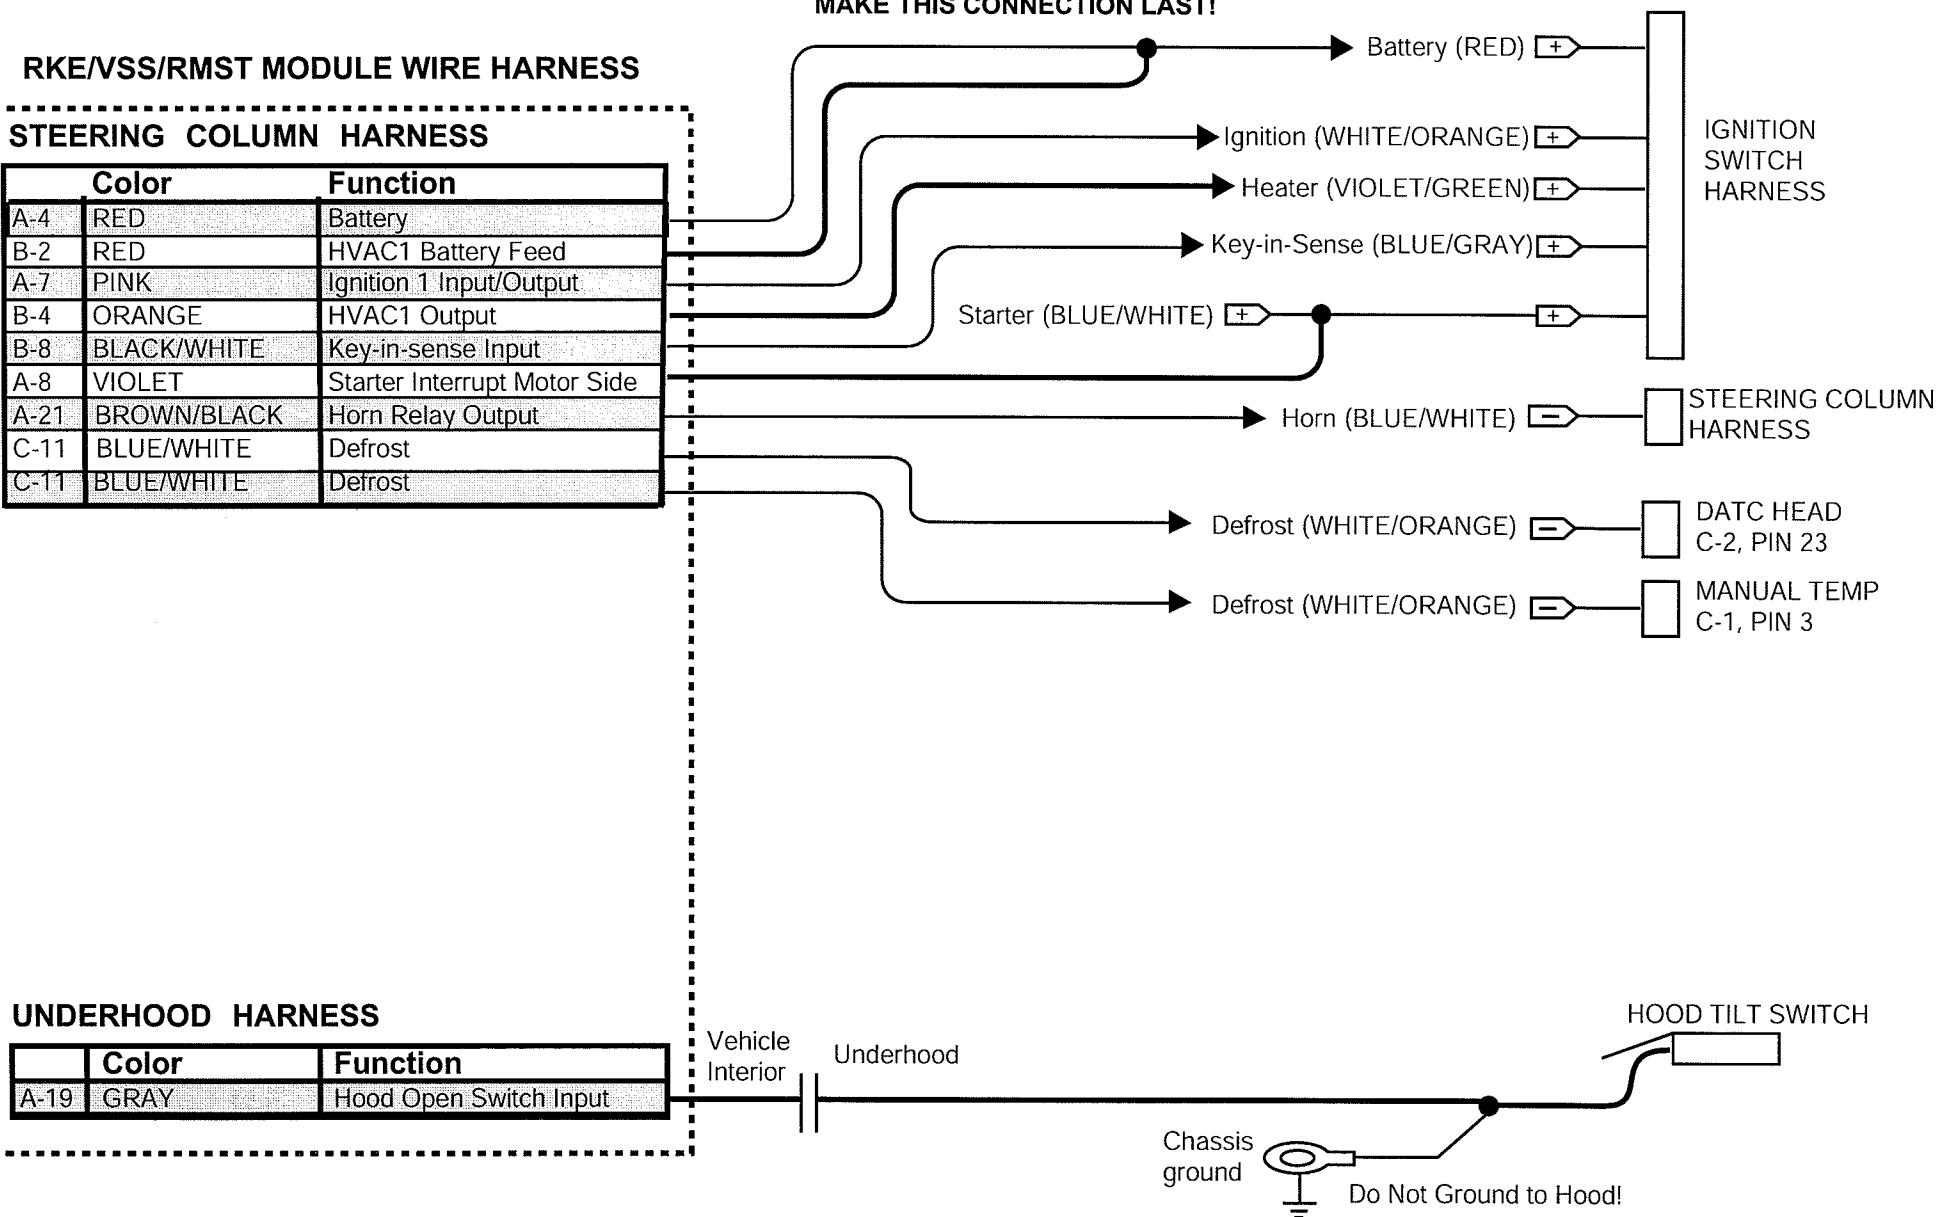 MAKE THIS CONNECTION LAST!
RKE/VSS/RMST MODULE WIRE HARNESS
STEERING COLUMN HARNESS
Color Function
A-4 RED Battery
B-2 RED HVAC1 Battery Feed
A-7 PINK Ignition 1 Input/Output
B-4 ORANGE HVAC1 Output
B-8 BLACK/WHITE Key-in-sense Input
A-8 VIOLET Starter Interrupt Motor Side
A-21 BROWN/BLACK Horn Relay Output
C-11 BLUE/WHITE Defrost
C-11 BLUE/WHITE Defrost
Battery (RED) +
Ignition (WHITE/ORANGE) +
Heater (VIOLET/GREEN) +
Key-in-Sense (BLUE/GRAY) +
Starter (BLUE/WHITE) + +
IGNITION
SWITCH
HARNESS
Horn (BLUE/WHITE) −
STEERING COLUMN
HARNESS
Defrost (WHITE/ORANGE) −
DATC HEAD
C-2, PIN 23
Defrost (WHITE/ORANGE) −
MANUAL TEMP
C-1, PIN 3
UNDERHOOD HARNESS
Color Function
A-19 GRAY Hood Open Switch Input
Vehicle
Interior
Underhood
HOOD TILT SWITCH
Chassis
ground
Do Not Ground to Hood!